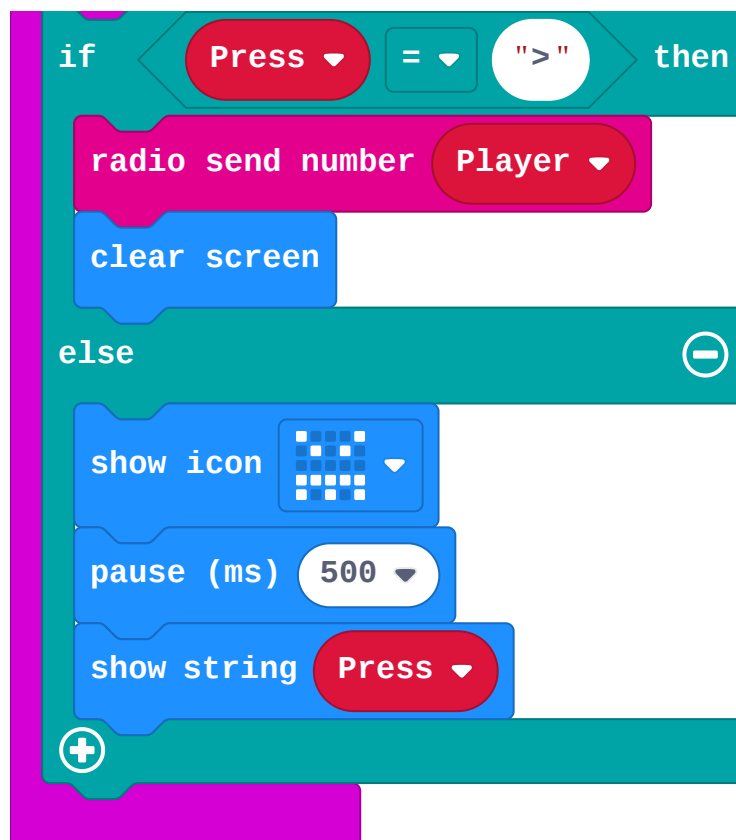 if Press = ">" then
radio send number Player
clear screen
else
show icon
pause (ms) 500
show string Press